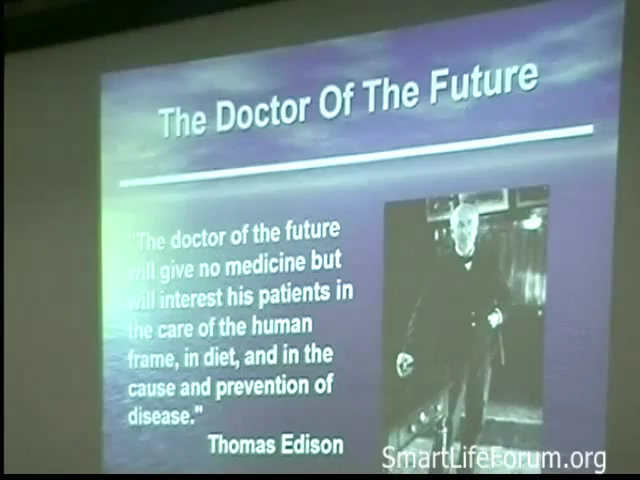 The Doctor Of The Future
"The doctor of the future
will give no medicine but
will interest his patients in
the care of the human
frame, in diet, and in the
cause and prevention of
disease."
Thomas Edison
SmartLifeForum.org